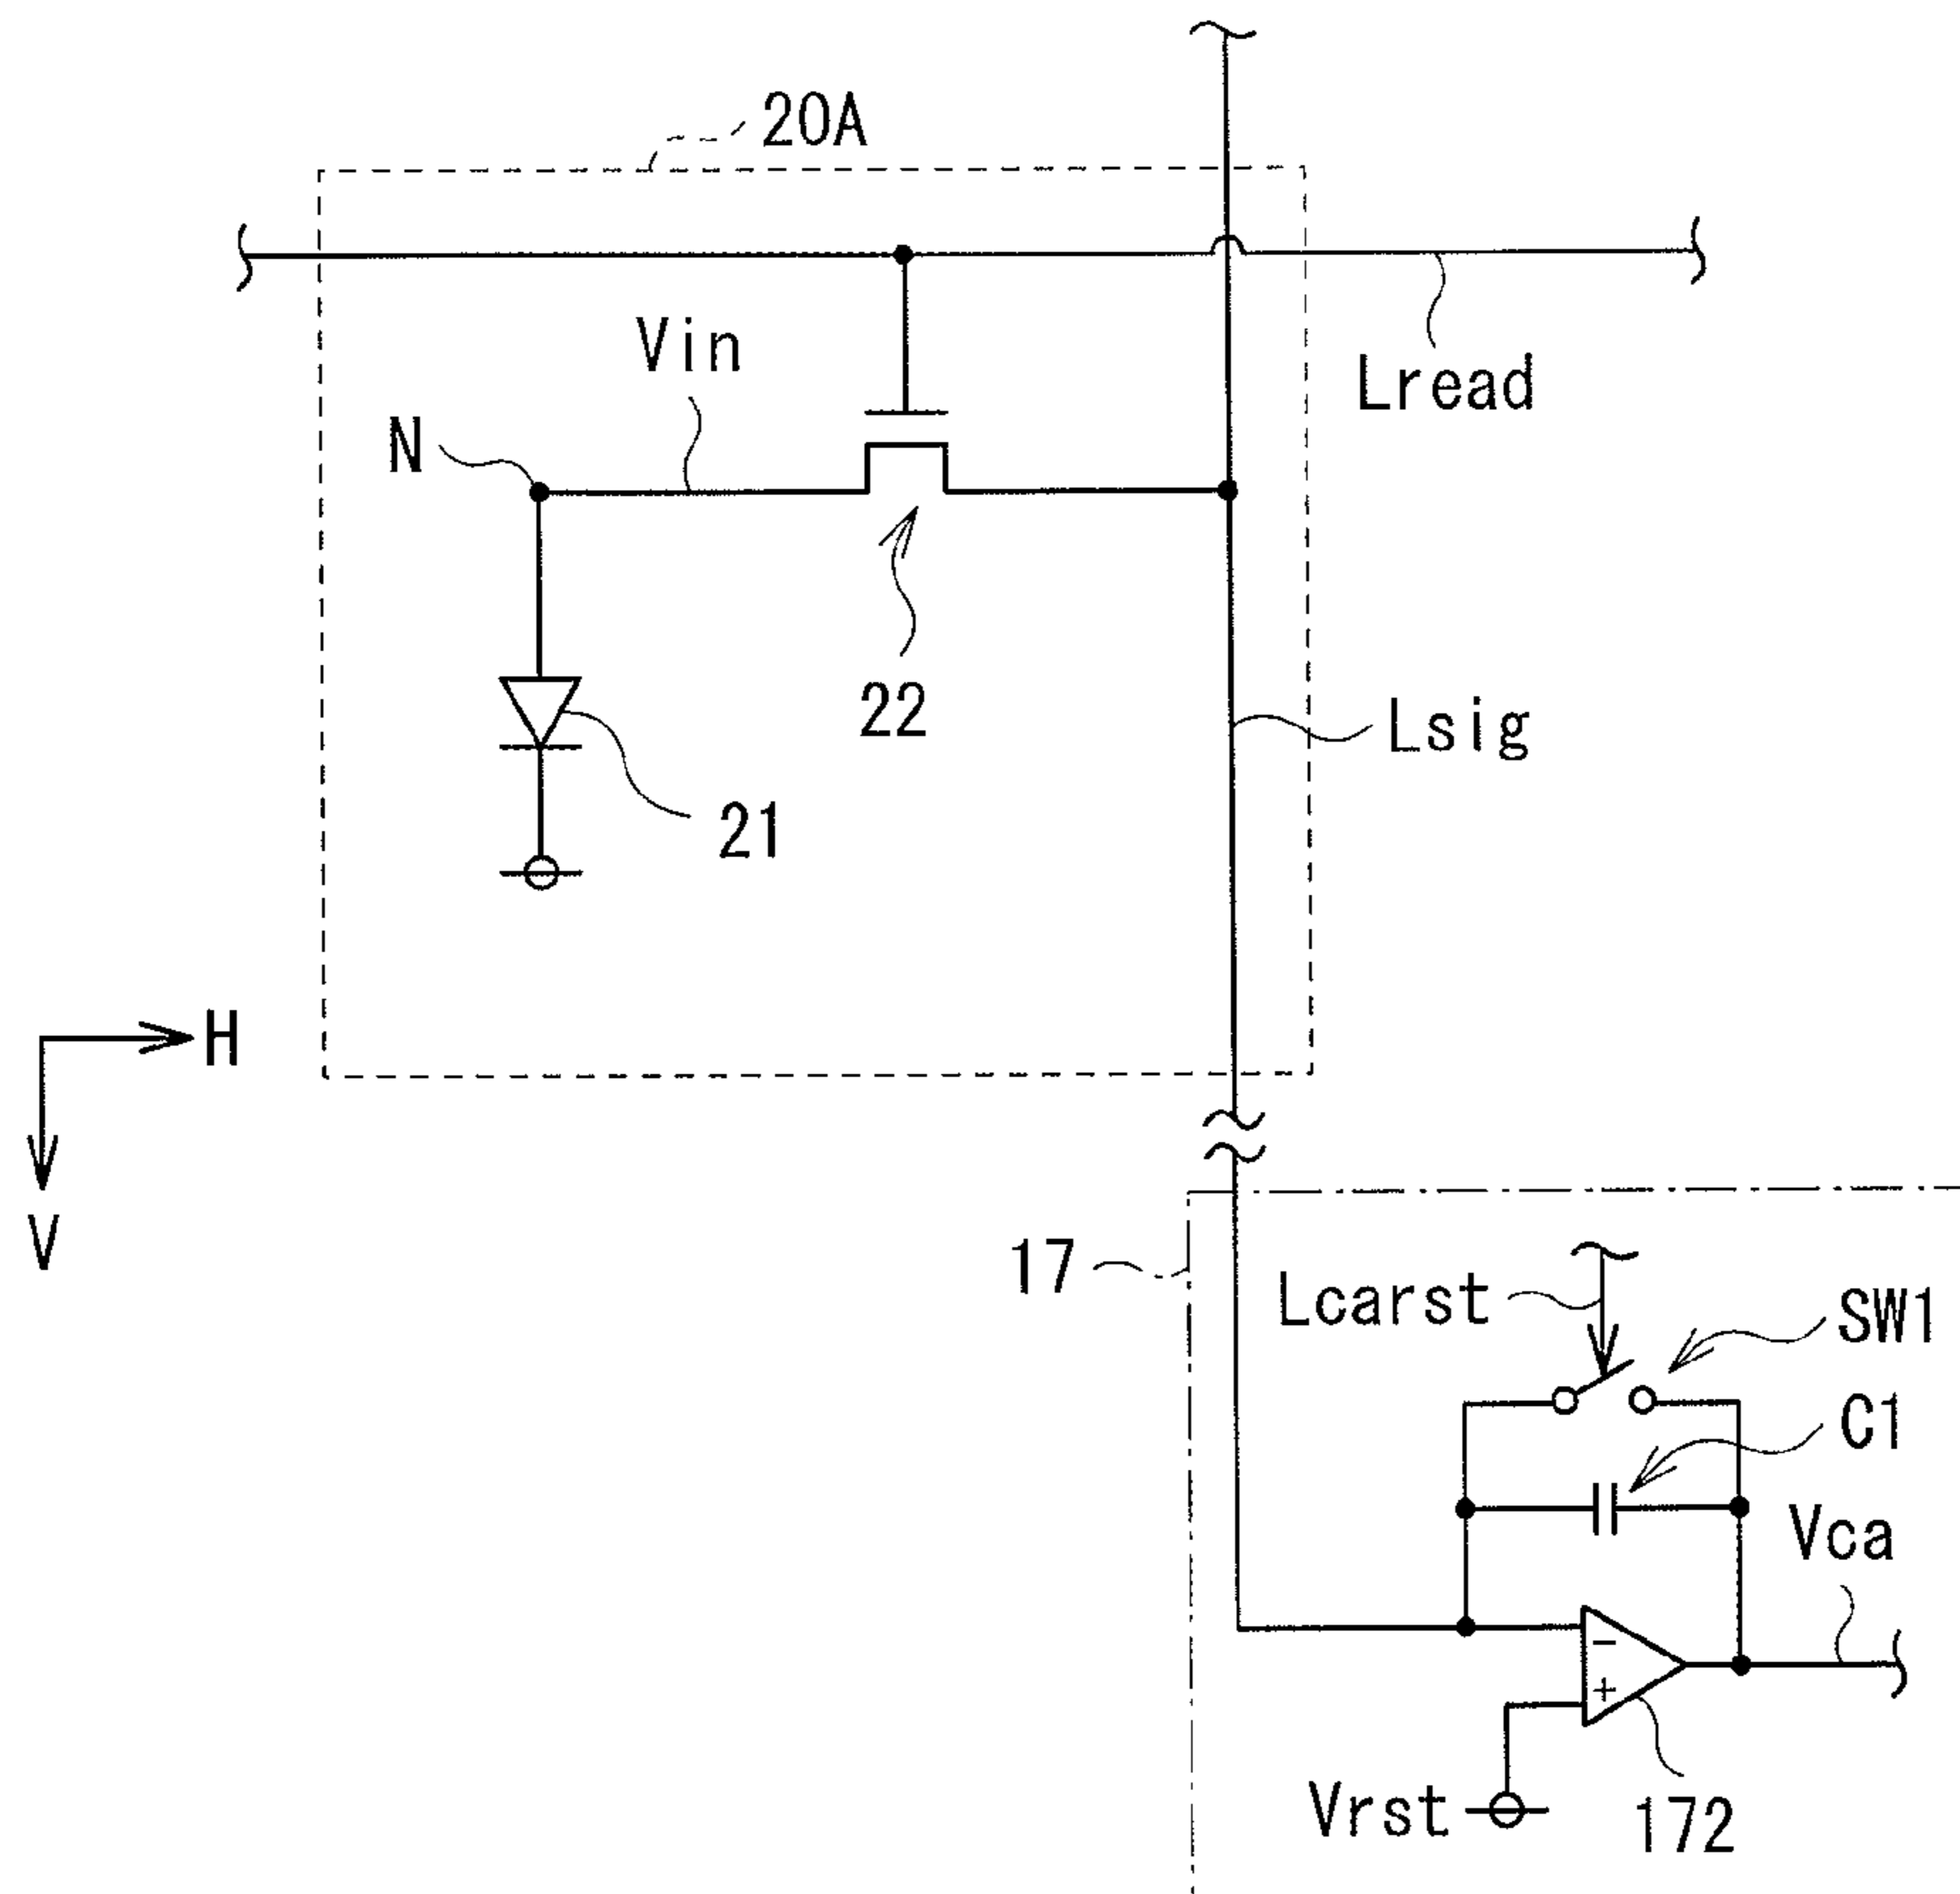 20A
Vin
Lread
N
22
Lsig
21
H
V
17
Lcarst
SW1
C1
Vca
-
+
Vrst
172